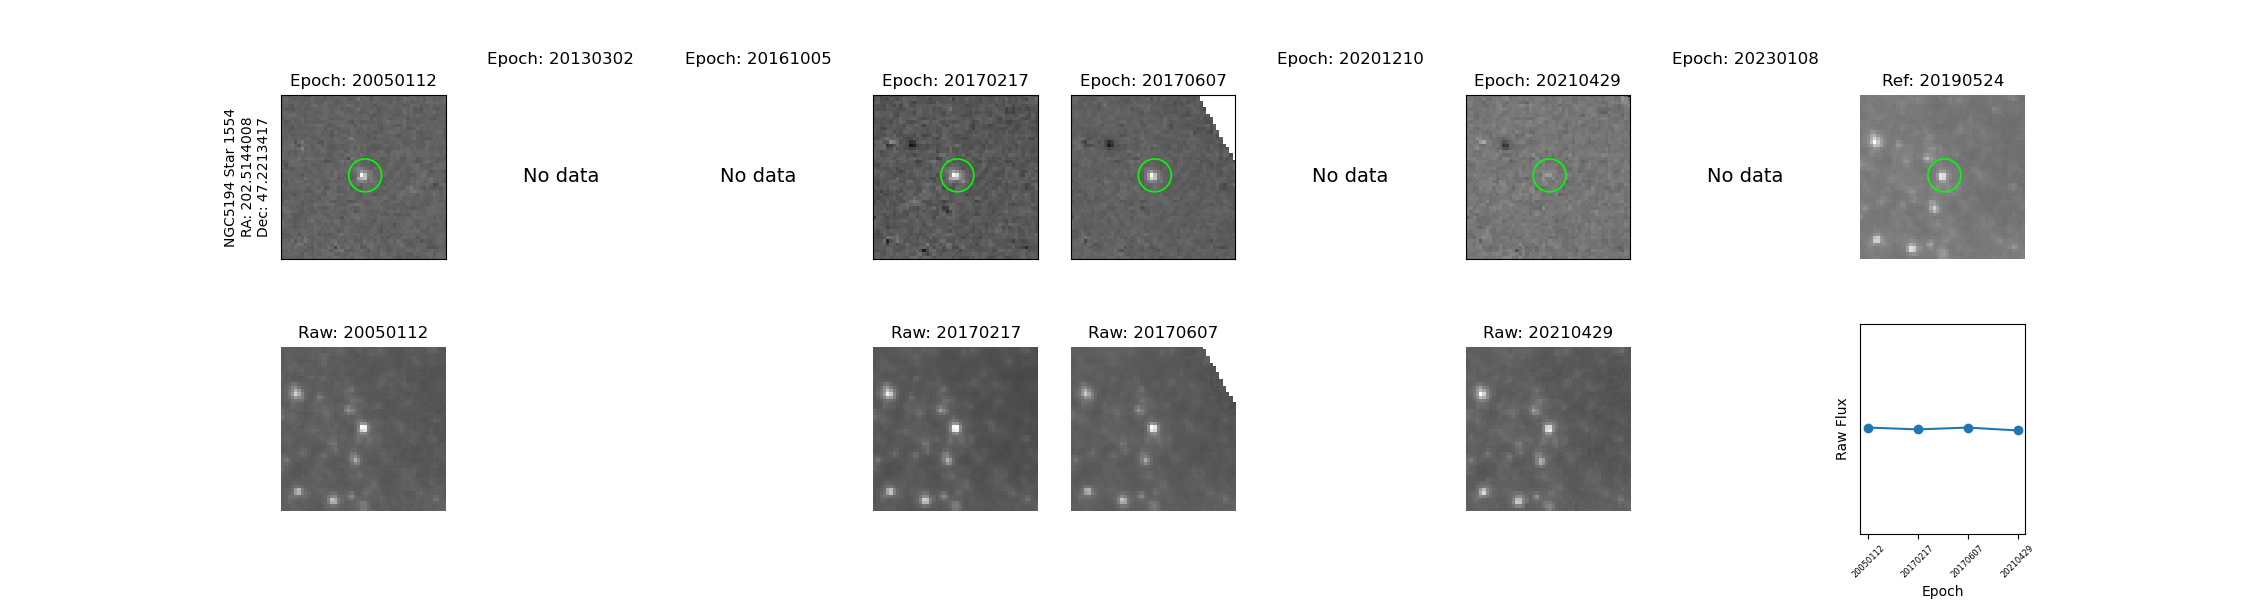 Epoch: 20130302
Epoch: 20161005
Epoch: 20201210
Epoch: 20230108
Epoch: 20050112
Epoch: 20170217
Epoch: 20170607
Epoch: 20210429
Ref: 20190524
NGC5194 Star 1554
RA: 202.5144008
Dec: 47.2213417
No data
No data
No data
No data
Raw: 20050112
Raw: 20170217
Raw: 20170607
Raw: 20210429
Raw Flux
20050112
20170217
20170607
20210429
Epoch